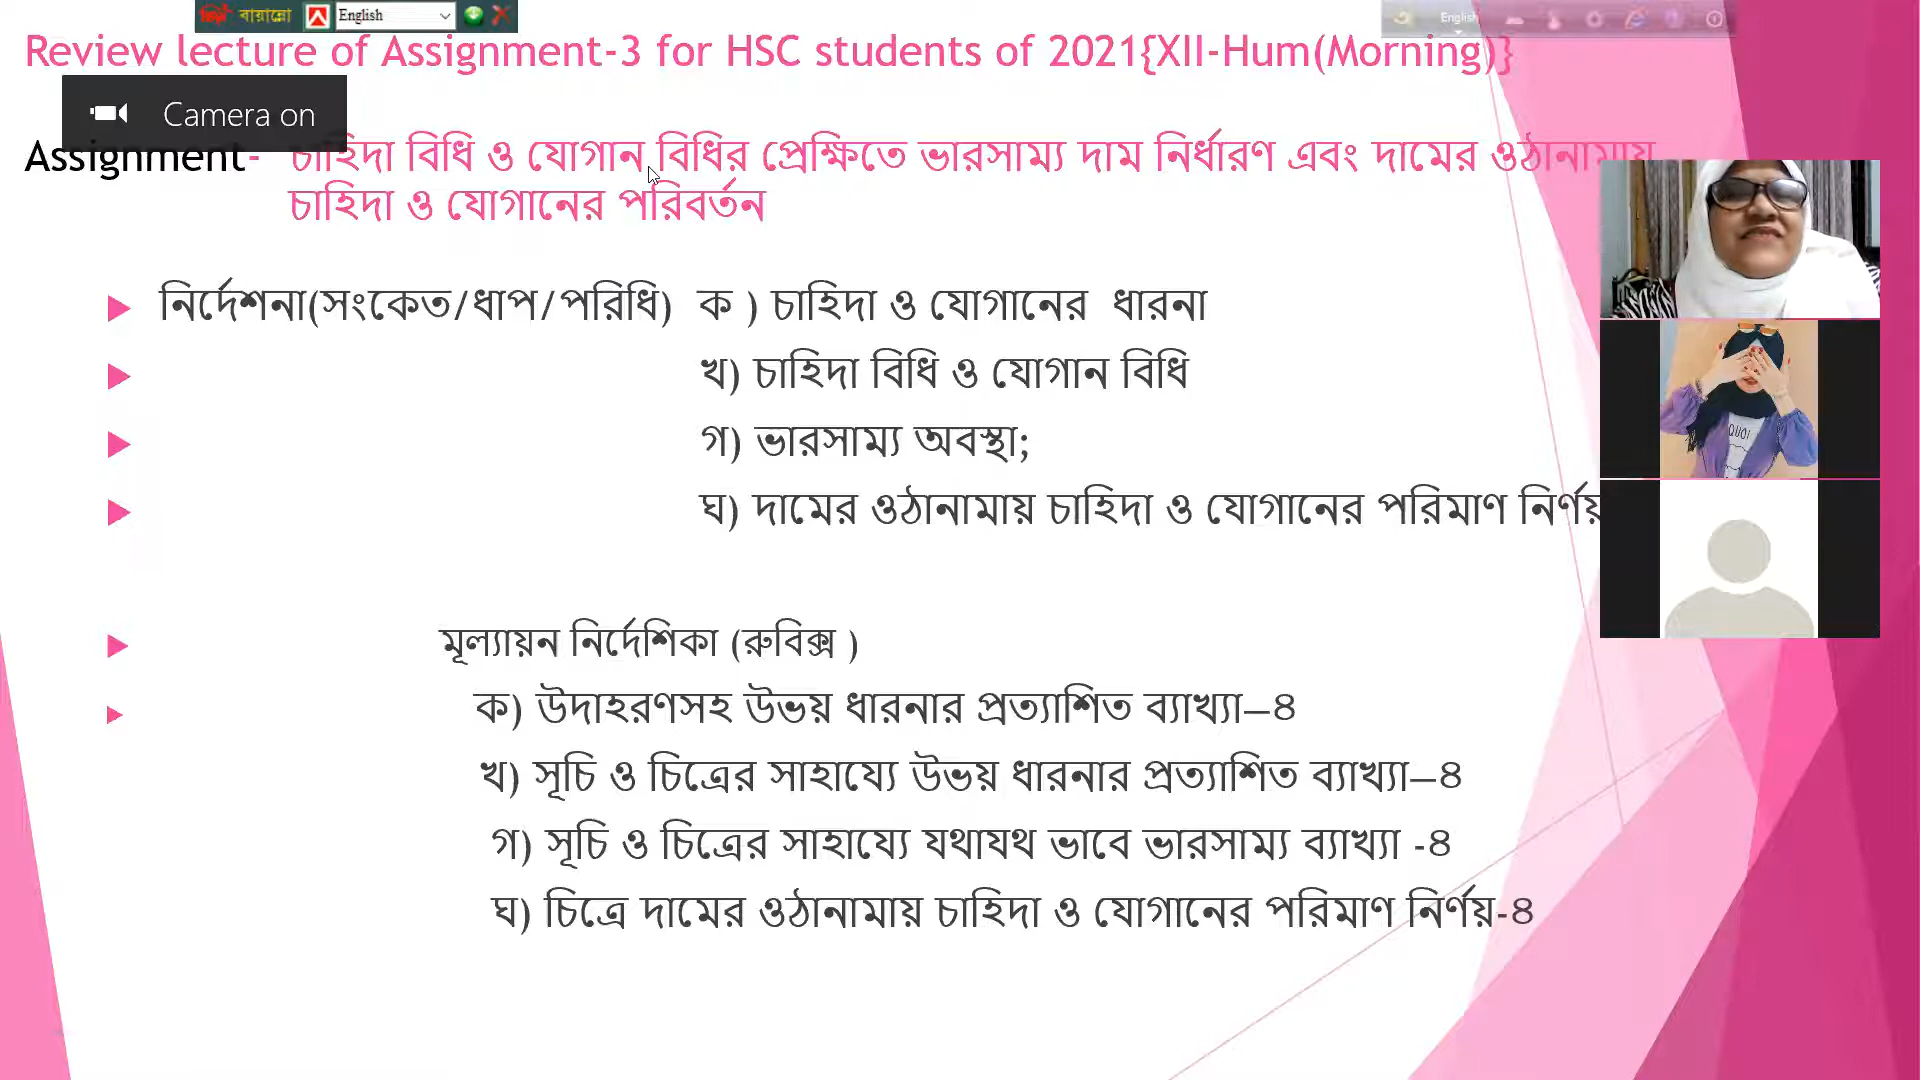 বায়ান্নো English
English
Review lecture of Assignment-3 for HSC students of 2021{XII-Hum(Morning)}
Camera on
Assignment- চাহিদা বিধি ও যোগান বিধির প্রেক্ষিতে ভারসাম্য দাম নির্ধারণ এবং দামের ওঠানামায়
চাহিদা ও যোগানের পরিবর্তন
নির্দেশনা(সংকেত/ধাপ/পরিধি) ক ) চাহিদা ও যোগানের ধারনা
খ) চাহিদা বিধি ও যোগান বিধি
গ) ভারসাম্য অবস্থা;
ঘ) দামের ওঠানামায় চাহিদা ও যোগানের পরিমাণ নির্ণয়
মূল্যায়ন নির্দেশিকা (রুবিক্স )
ক) উদাহরণসহ উভয় ধারনার প্রত্যাশিত ব্যাখ্যা—৪
খ) সূচি ও চিত্রের সাহায্যে উভয় ধারনার প্রত্যাশিত ব্যাখ্যা—৪
গ) সূচি ও চিত্রের সাহায্যে যথাযথ ভাবে ভারসাম্য ব্যাখ্যা -৪
ঘ) চিত্রে দামের ওঠানামায় চাহিদা ও যোগানের পরিমাণ নির্ণয়-৪